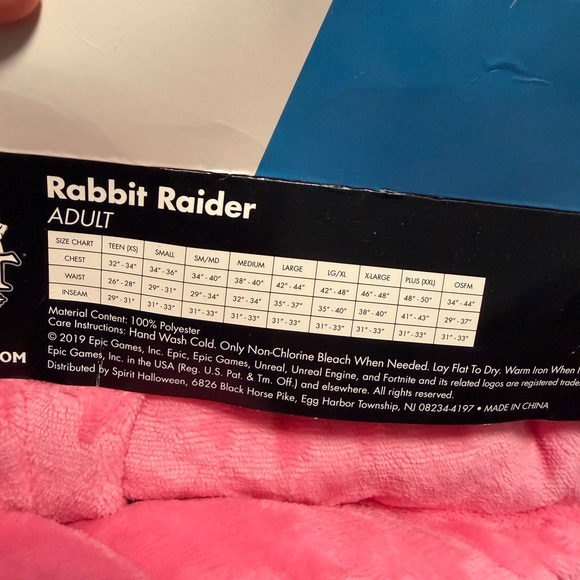 Rabbit Raider
ADULT
SIZE CHART TEEN (XS) SMALL SM/MD MEDIUM LARGE LG/XL X-LARGE PLUS (XXL) OSFM
CHEST 32" - 34" 34" - 36" 34" - 40" 38" - 40" 42" - 44" 42" - 48" 46" - 48" 48" - 50" 34" - 44"
WAIST 26" - 28" 29" - 31" 29" - 34" 32" - 34" 35" - 37" 35" - 40" 38" - 40" 41" - 43" 29" - 37"
INSEAM 29" - 31" 31" - 33" 31" - 33" 31" - 33" 31" - 33" 31" - 33" 31" - 33" 31" - 33" 31" - 33"
Material Content: 100% Polyester
Care Instructions: Hand Wash Cold. Only Non-Chlorine Bleach When Needed. Lay Flat To Dry. Warm Iron When
© 2019 Epic Games, Inc. Epic, Epic Games, Unreal, Unreal Engine, and Fortnite and its related logos are registered
Epic Games, Inc. in the USA (Reg. U.S. Pat. & Tm. Off.) and elsewhere. All rights reserved.
Distributed by Spirit Halloween, 6826 Black Horse Pike, Egg Harbor Township, NJ 08234-4197 • MADE IN CHINA
OM